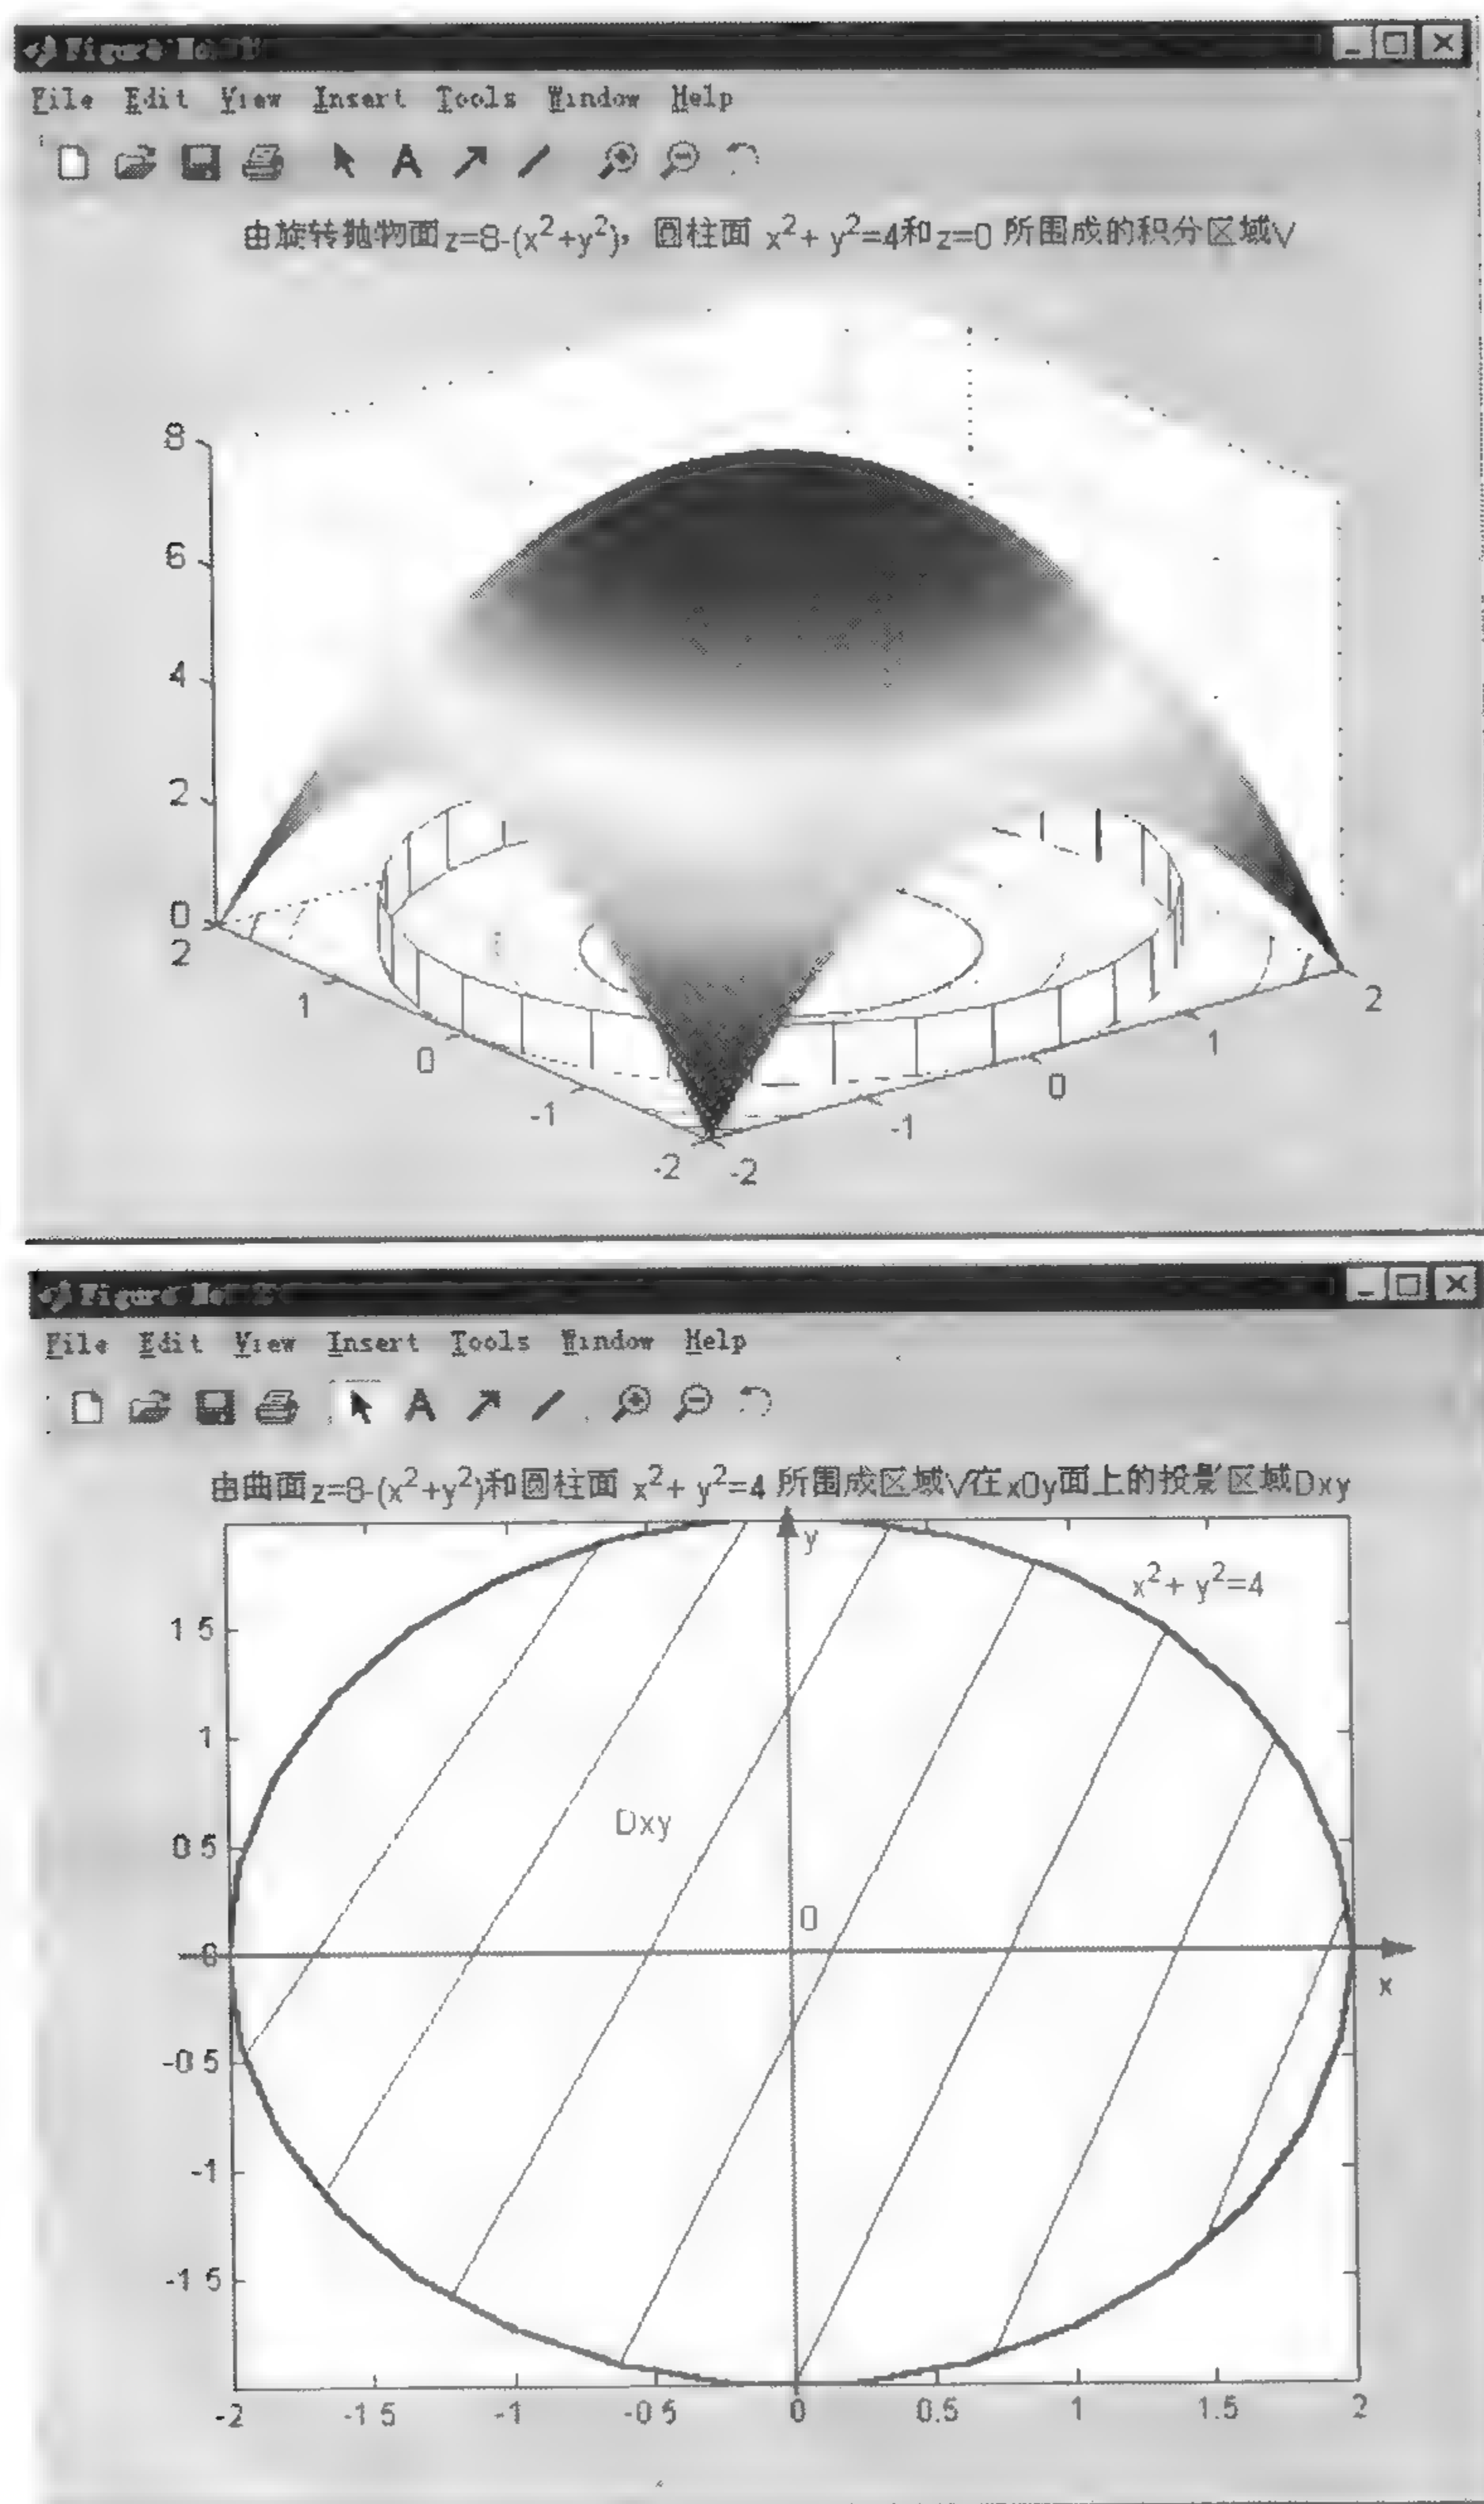 Figure No. 1
File Edit View Insert Tools Window Help
A
由旋转抛物面z=8-(x²+y²), 圆柱面 x²+ y²=4和z=0 所围成的积分区域V
8
6
4
2
0
2
1
0
-1
-2
-2
-1
0
1
2
Figure No. 2
File Edit View Insert Tools Window Help
A
由曲面z=8-(x²+y²)和圆柱面 x²+ y²=4 所围成区域V在xOy面上的投影区域Dxy
y
x²+ y²=4
1 5
1
0 5
Dxy
0
0
x
-0 5
-1
-1 5
-2 -1 5 -1 -0 5 0 0.5 1 1.5 2